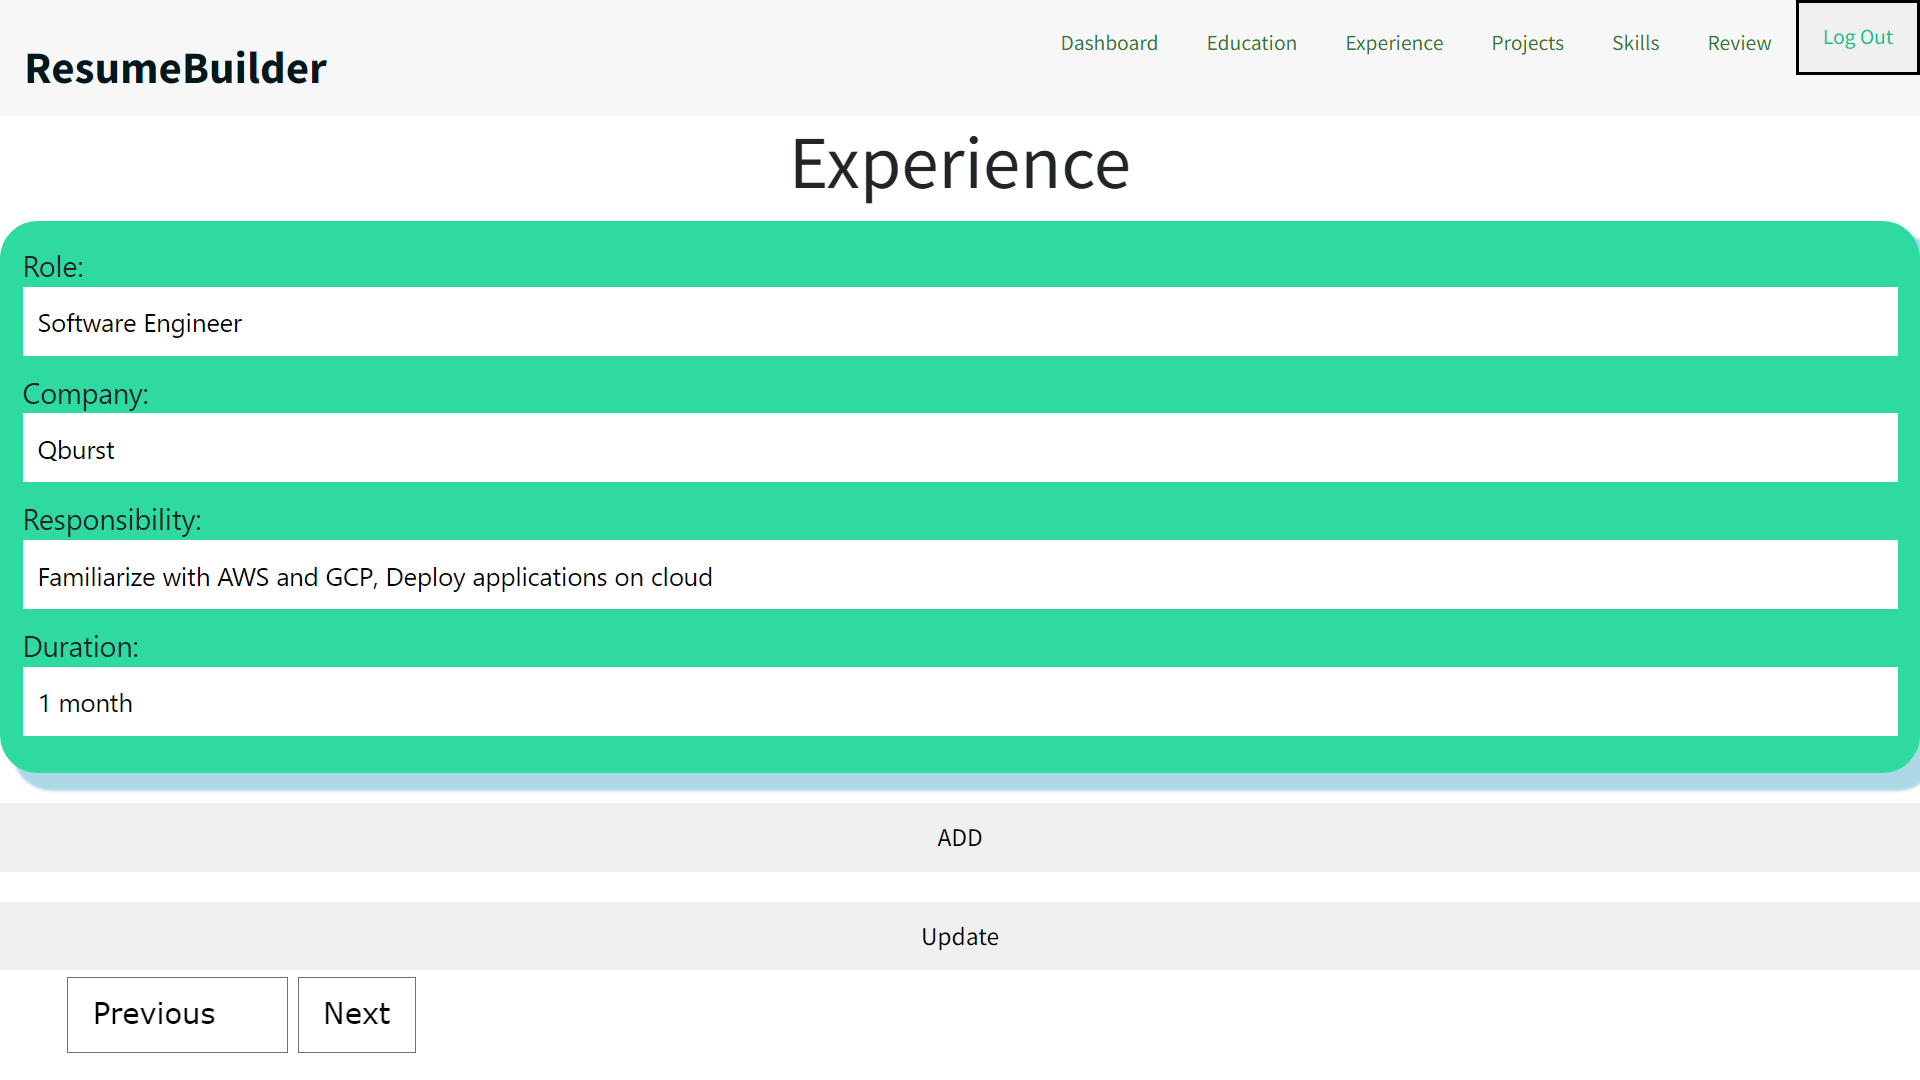 ResumeBuilder
Dashboard Education Experience Projects Skills Review Log Out
Experience
Role:
Software Engineer
Company:
Qburst
Responsibility:
Familiarize with AWS and GCP, Deploy applications on cloud
Duration:
1 month
ADD
Update
Previous Next